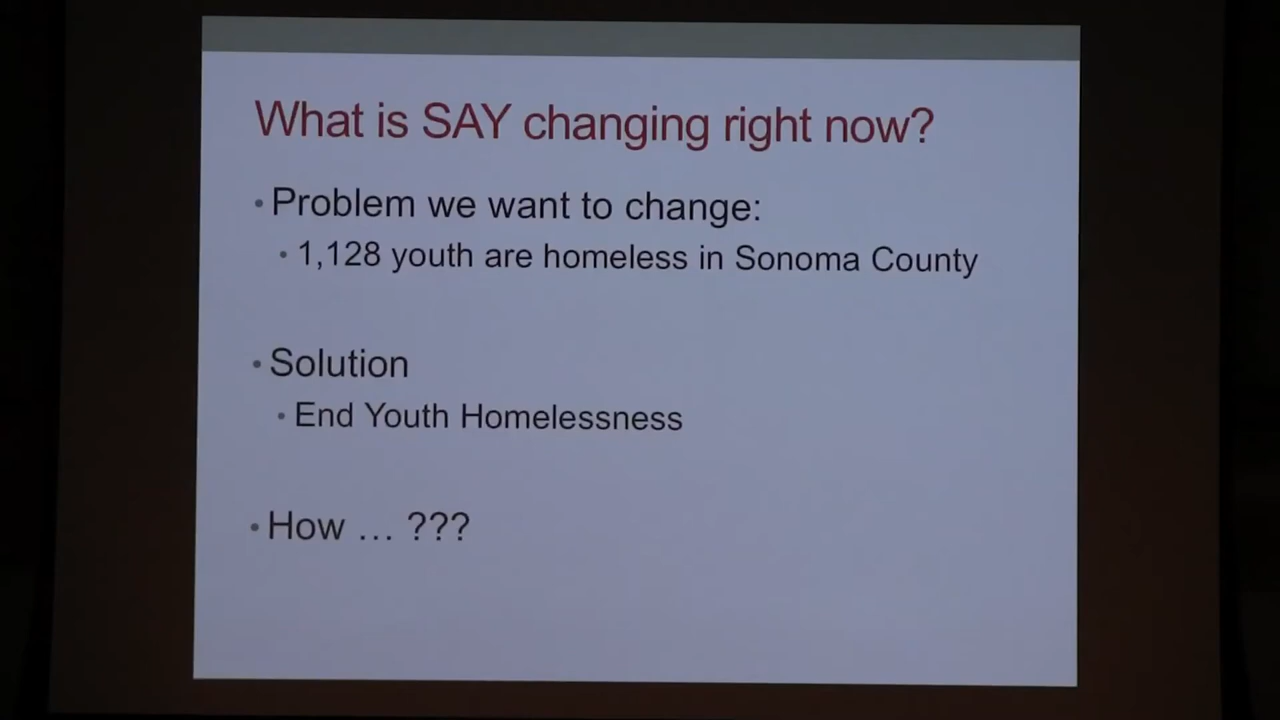 What is SAY changing right now?
• Problem we want to change:
• 1,128 youth are homeless in Sonoma County
• Solution
• End Youth Homelessness
• How … ???